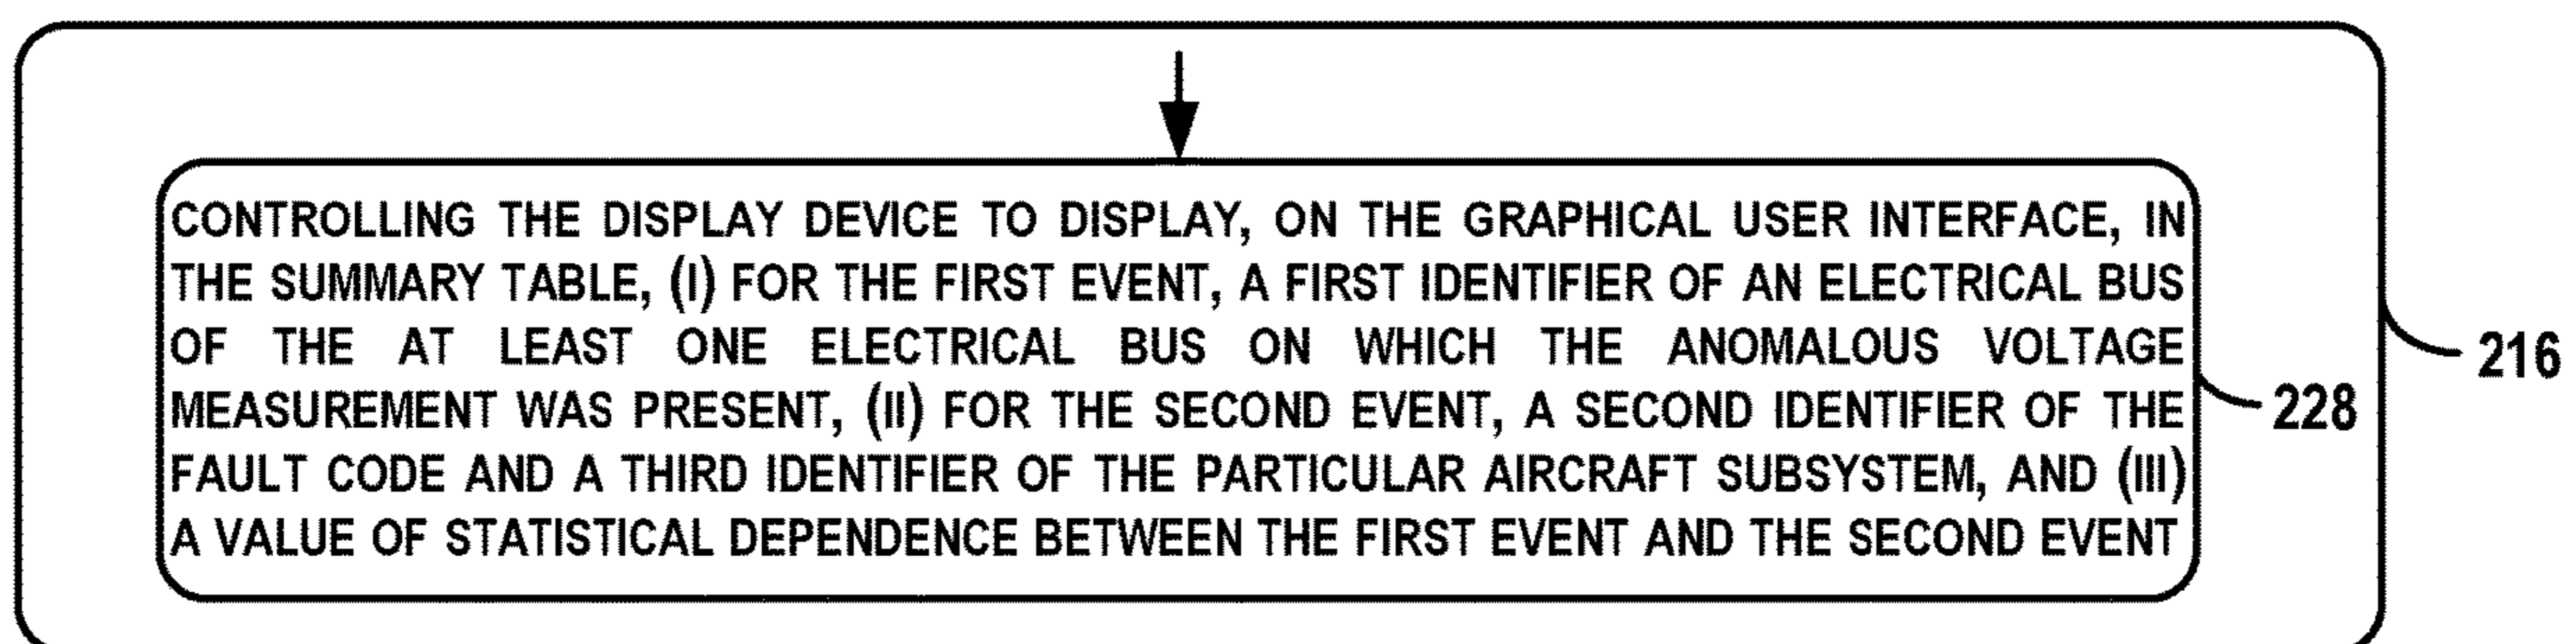 CONTROLLING THE DISPLAY DEVICE TO DISPLAY, ON THE GRAPHICAL USER INTERFACE, IN
THE SUMMARY TABLE, (I) FOR THE FIRST EVENT, A FIRST IDENTIFIER OF AN ELECTRICAL BUS
OF THE AT LEAST ONE ELECTRICAL BUS ON WHICH THE ANOMALOUS VOLTAGE
MEASUREMENT WAS PRESENT, (II) FOR THE SECOND EVENT, A SECOND IDENTIFIER OF THE
FAULT CODE AND A THIRD IDENTIFIER OF THE PARTICULAR AIRCRAFT SUBSYSTEM, AND (III)
A VALUE OF STATISTICAL DEPENDENCE BETWEEN THE FIRST EVENT AND THE SECOND EVENT
216
228